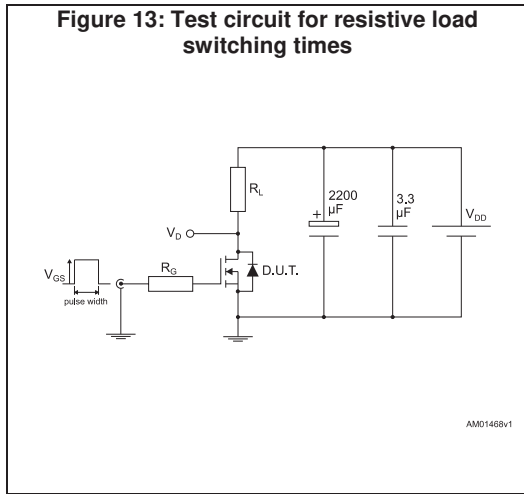 Figure 13: Test circuit for resistive load
switching times
R_L
2200
µF
+
3.3
µF
V_DD
V_D
V_GS
pulse width
R_G
D.U.T.
AM01468v1